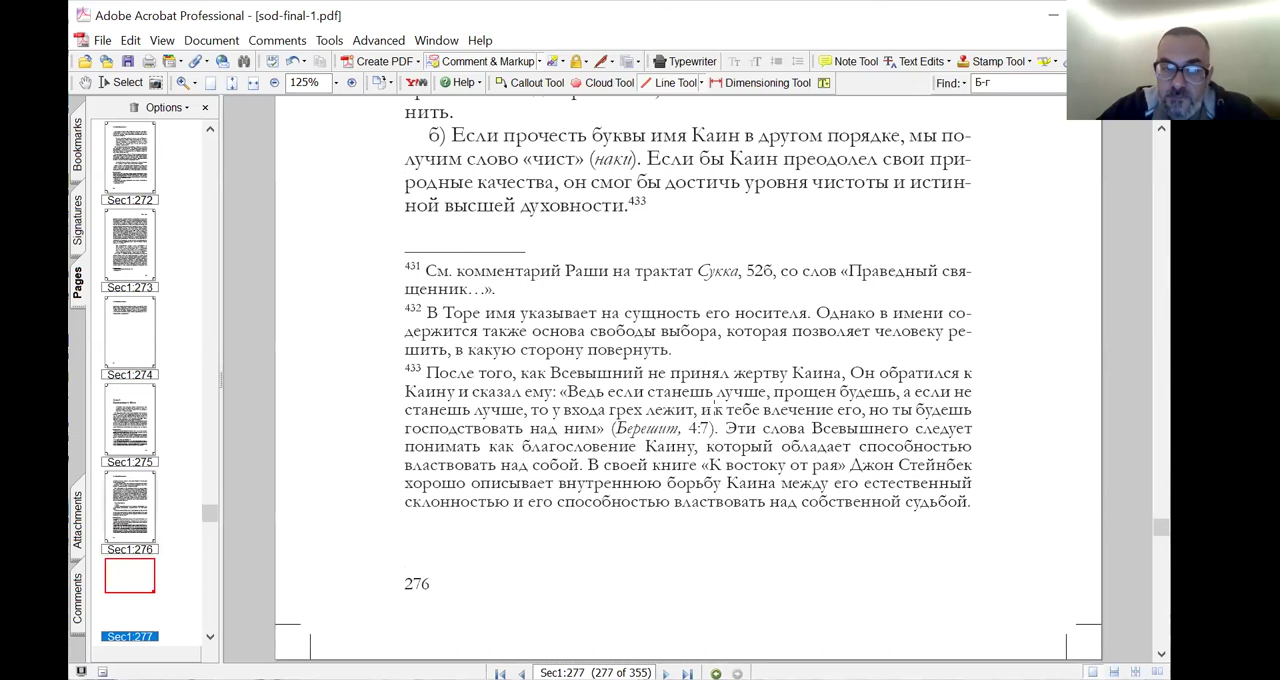 Adobe Acrobat Professional - [sod-final-1.pdf]
File Edit View Document Comments Tools Advanced Window Help
Create PDF Comment & Markup Typewriter Note Tool Text Edits Stamp Tool
Select 125% Y!N Help Callout Tool Cloud Tool Line Tool Dimensioning Tool Find: Б-г
Options
Bookmarks
Signatures
Pages
Attachments
Comments
Sec1:272
Sec1:273
Sec1:274
Sec1:275
Sec1:276
Sec1:277
нить.
б) Если прочесть буквы имя Каин в другом порядке, мы по-
лучим слово «чист» (наки). Если бы Каин преодолел свои при-
родные качества, он смог бы достичь уровня чистоты и истин-
ной высшей духовности.433
431 См. комментарий Раши на трактат Сукка, 52б, со слов «Праведный свя-
щенник…».
432 В Торе имя указывает на сущность его носителя. Однако в имени со-
держится также основа свободы выбора, которая позволяет человеку ре-
шить, в какую сторону повернуть.
433 После того, как Всевышний не принял жертву Каина, Он обратился к
Каину и сказал ему: «Ведь если станешь лучше, прощен будешь, а если не
станешь лучше, то у входа грех лежит, и к тебе влечение его, но ты будешь
господствовать над ним» (Берешит, 4:7). Эти слова Всевышнего следует
понимать как благословение Каину, который обладает способностью
властвовать над собой. В своей книге «К востоку от рая» Джон Стейнбек
хорошо описывает внутреннюю борьбу Каина между его естественный
склонностью и его способностью властвовать над собственной судьбой.
276
Sec1:277 (277 of 355)